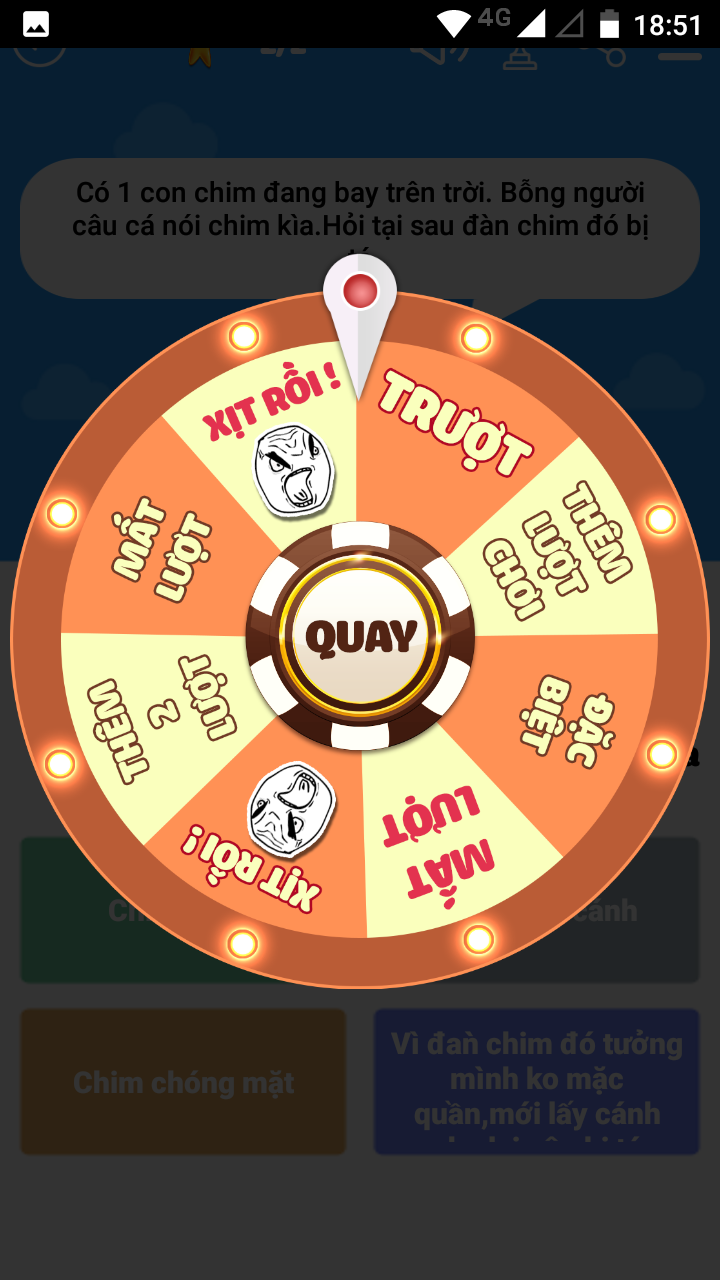 4G 18:51
Có 1 con chim đang bay trên trời. Bỗng người
câu cá nói chim kìa.Hỏi tại sau đàn chim đó bị
XỊT RỒI !
TRƯỢT
THÊM
LƯỢT
CHƠI
ĐẶC
BIỆT
MẤT
LƯỢT
XỊT RỒI !
THÊM
2
LƯỢT
MẤT
LƯỢT
QUAY
cánh
Chim chóng mặt
Vì đaǹ chim đó tưởng
mình ko mặc
quần,mới lấy cánh